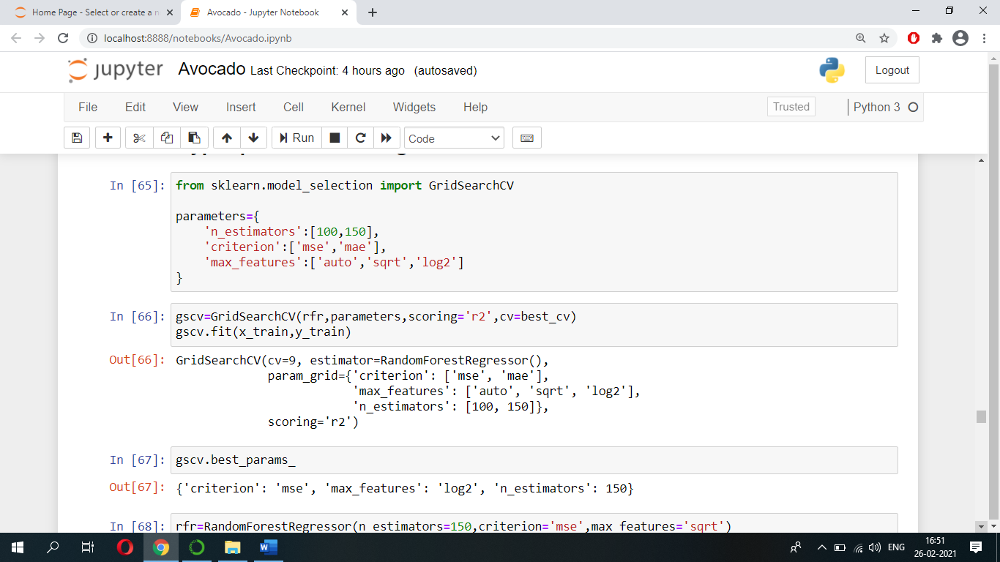 Home Page - Select or create a n
Avocado - Jupyter Notebook
localhost:8888/notebooks/Avocado.ipynb
jupyter Avocado Last Checkpoint: 4 hours ago (autosaved)
Logout
File Edit View Insert Cell Kernel Widgets Help
Trusted
Python 3
Run
Code
In [65]: from sklearn.model_selection import GridSearchCV
parameters={
'n_estimators':[100,150],
'criterion':['mse','mae'],
'max_features':['auto','sqrt','log2']
}
In [66]: gscv=GridSearchCV(rfr,parameters,scoring='r2',cv=best_cv)
gscv.fit(x_train,y_train)
Out[66]: GridSearchCV(cv=9, estimator=RandomForestRegressor(),
param_grid={'criterion': ['mse', 'mae'],
'max_features': ['auto', 'sqrt', 'log2'],
'n_estimators': [100, 150]},
scoring='r2')
In [67]: gscv.best_params_
Out[67]: {'criterion': 'mse', 'max_features': 'log2', 'n_estimators': 150}
In [68]: rfr=RandomForestRegressor(n_estimators=150,criterion='mse',max_features='sqrt')
ENG
16:51
26-02-2021